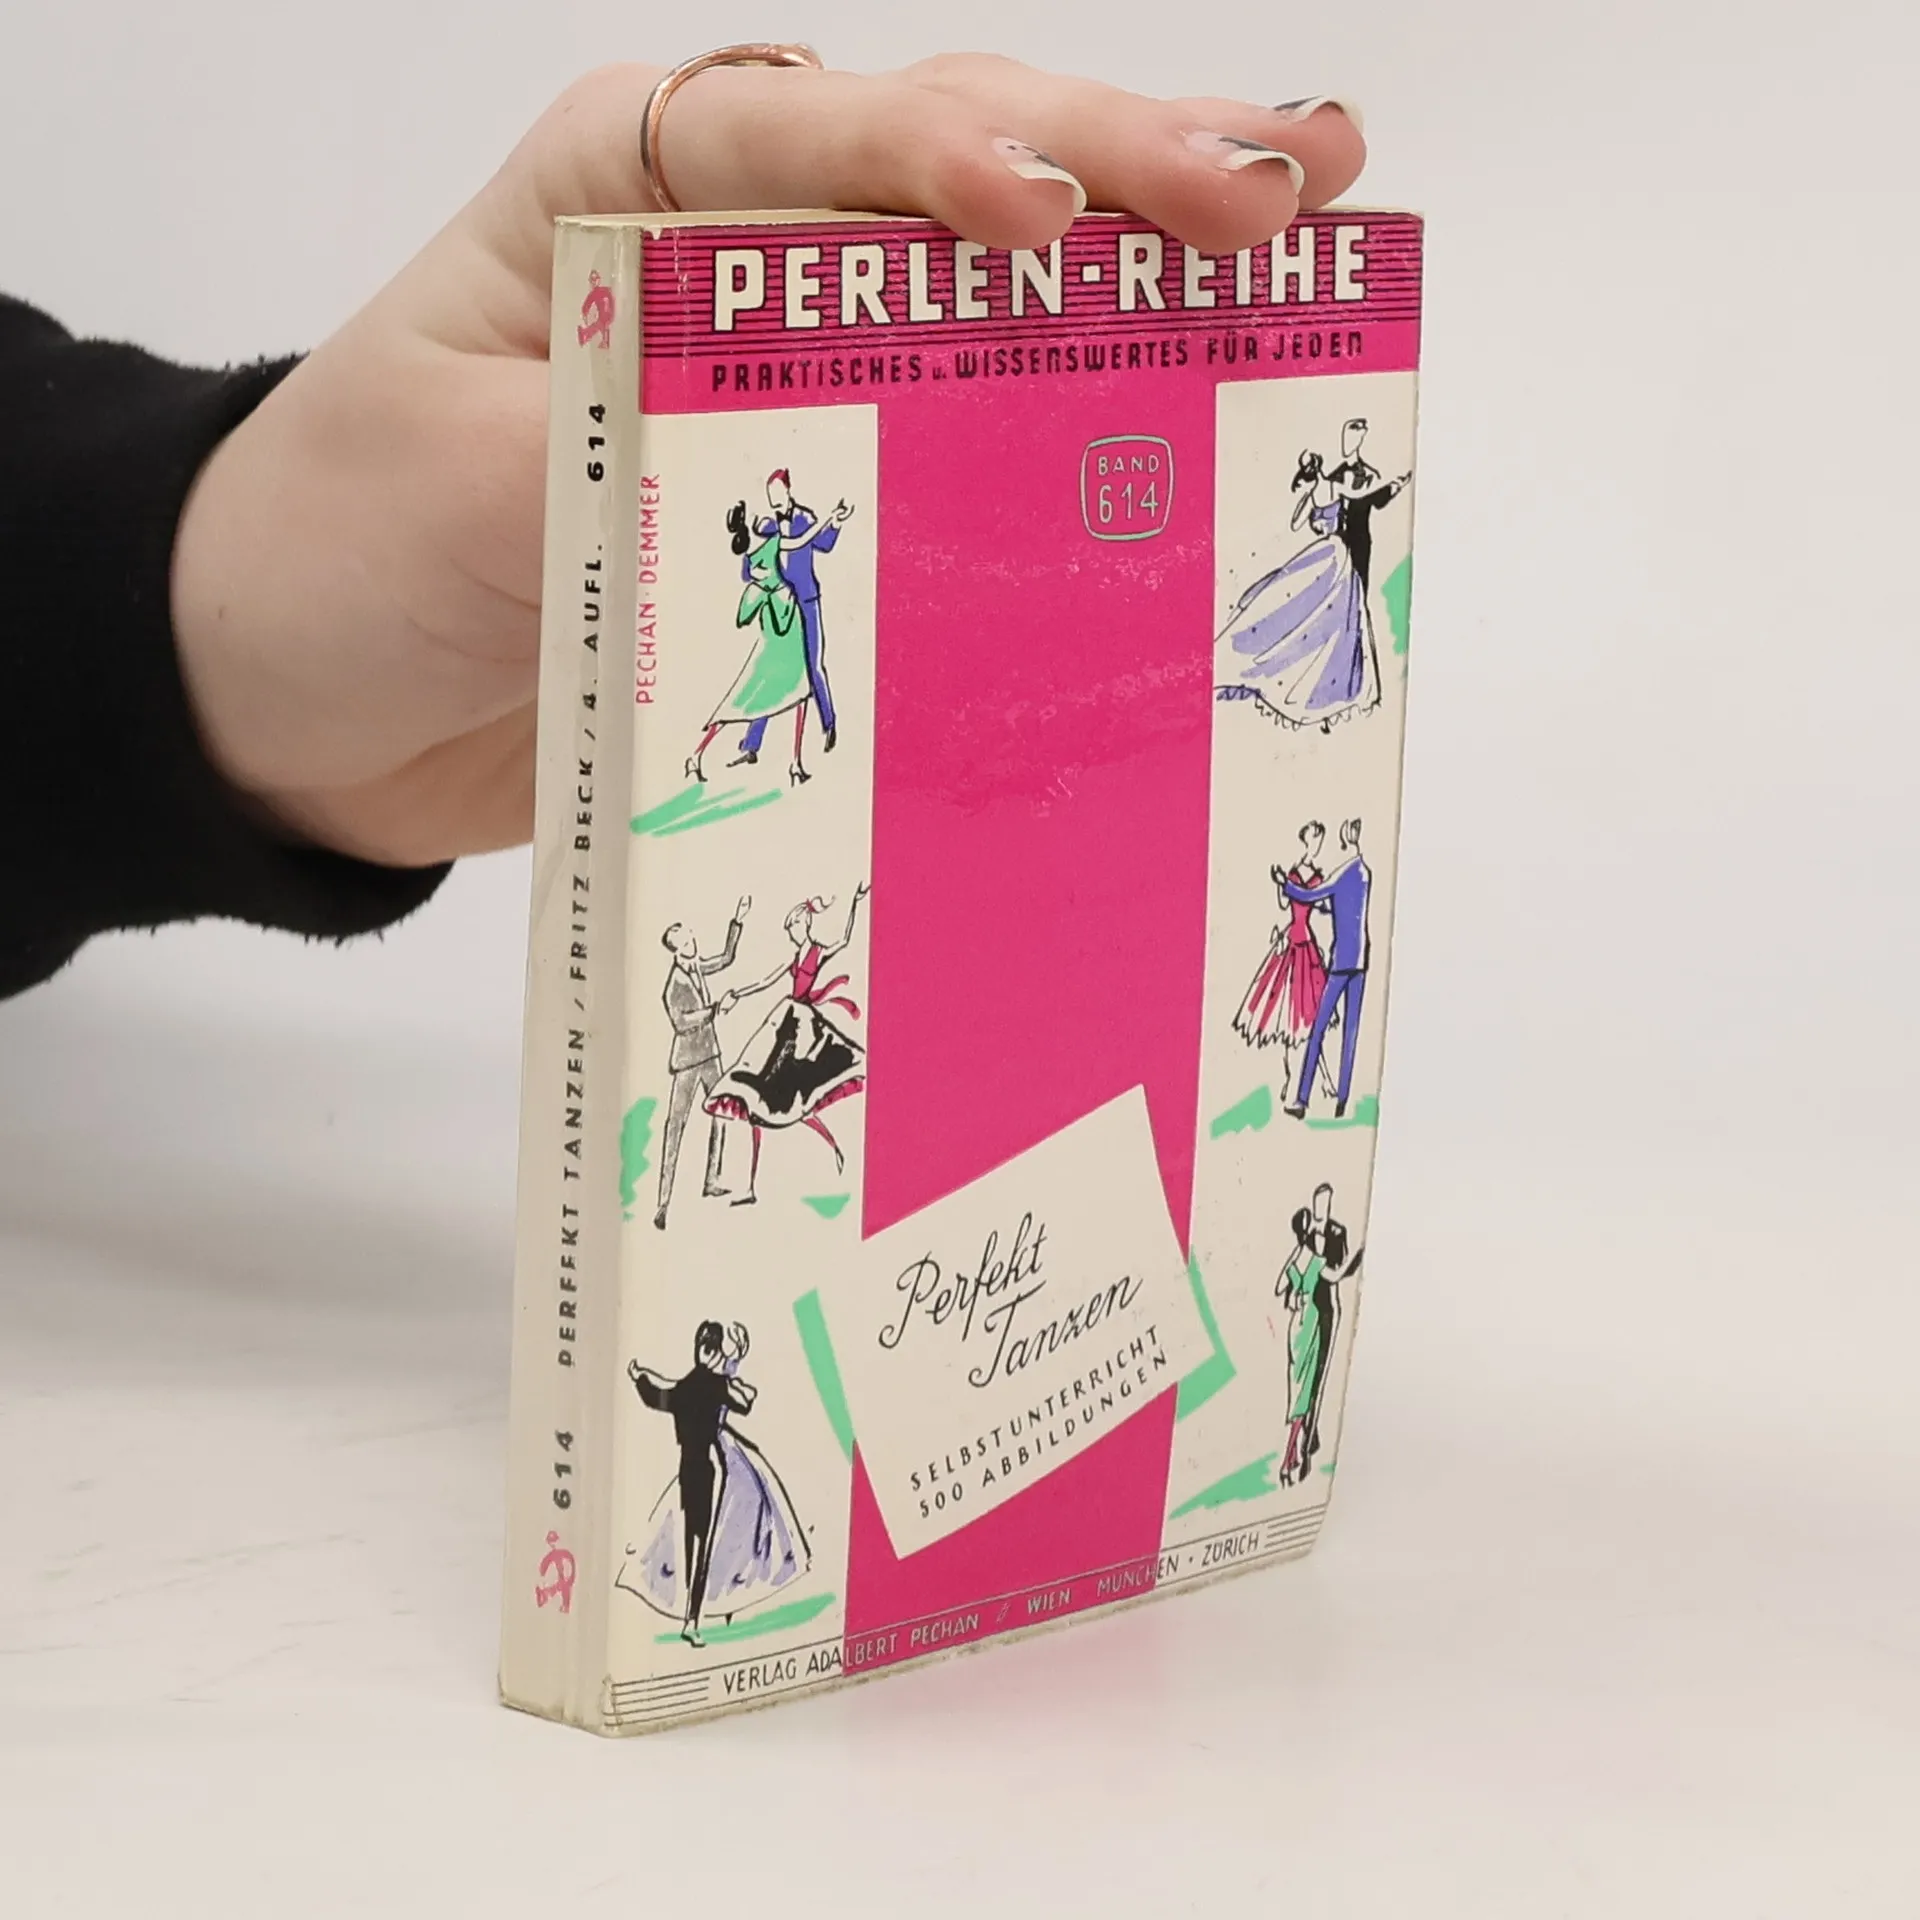 PERLEN-REIHE
PRAKTISCHES u. WISSENSWERTES FÜR JEDEN
BAND
614
PECHAN·DEMMER
Perfekt
Tanzen
SELBSTUNTERRICHT
500 ABBILDUNGEN
VERLAG ADALBERT PECHAN // WIEN MÜNCHEN · ZÜRICH
614 PERFEKT TANZEN / FRITZ BECK / 4. AUFL. 614